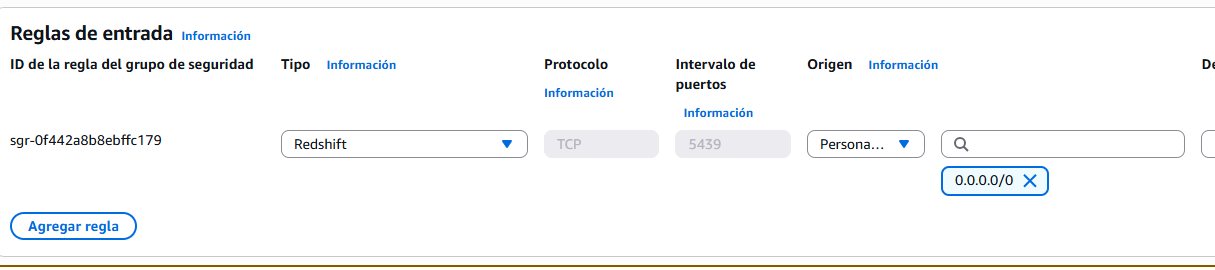 Reglas de entrada Información
ID de la regla del grupo de seguridad Tipo Información Protocolo Información Intervalo de puertos Información Origen Información
sgr-0f442a8b8ebffc179 Redshift TCP 5439 Persona...
0.0.0.0/0
Agregar regla